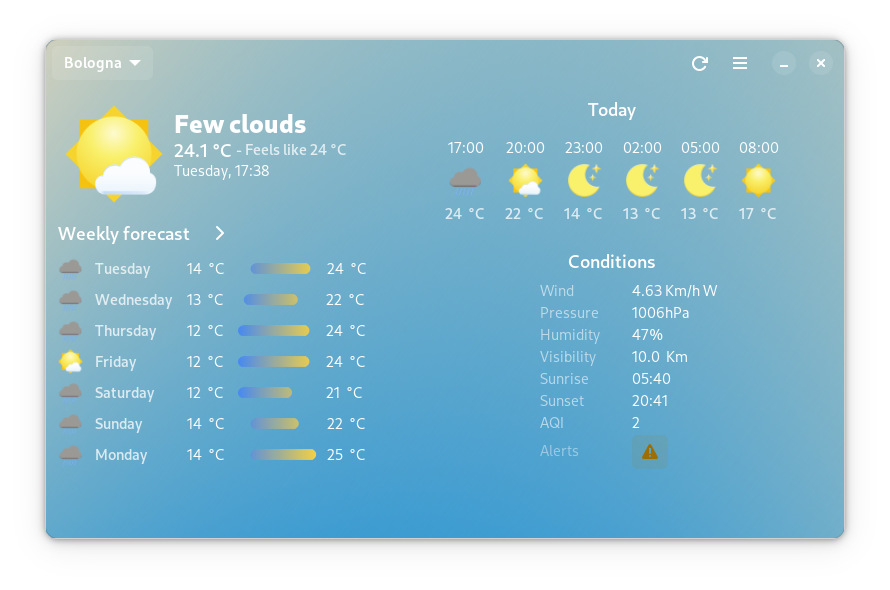 Bologna
Few clouds
24.1 °C - Feels like 24 °C
Tuesday, 17:38
Weekly forecast
Tuesday 14 °C 24 °C
Wednesday 13 °C 22 °C
Thursday 12 °C 24 °C
Friday 12 °C 24 °C
Saturday 12 °C 21 °C
Sunday 14 °C 22 °C
Monday 14 °C 25 °C
Today
17:00 20:00 23:00 02:00 05:00 08:00
24 °C 22 °C 14 °C 13 °C 13 °C 17 °C
Conditions
Wind 4.63 Km/h W
Pressure 1006hPa
Humidity 47%
Visibility 10.0 Km
Sunrise 05:40
Sunset 20:41
AQI 2
Alerts